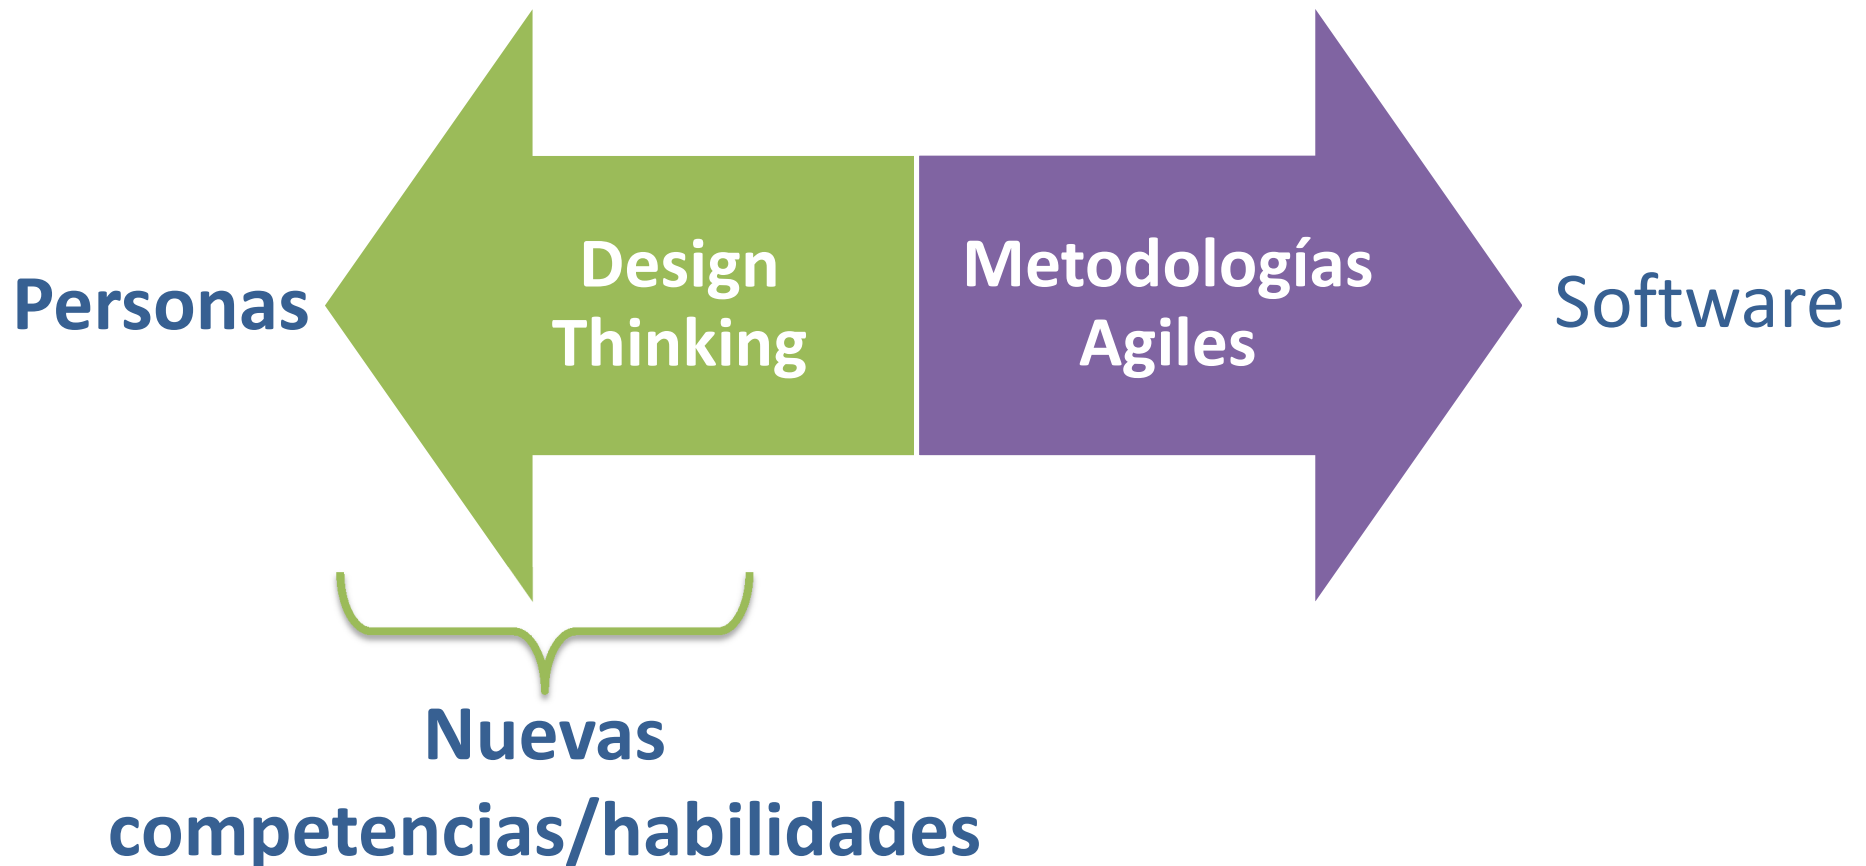 Personas
Design
Thinking
Metodologías
Agiles
Software
Nuevas
competencias/habilidades